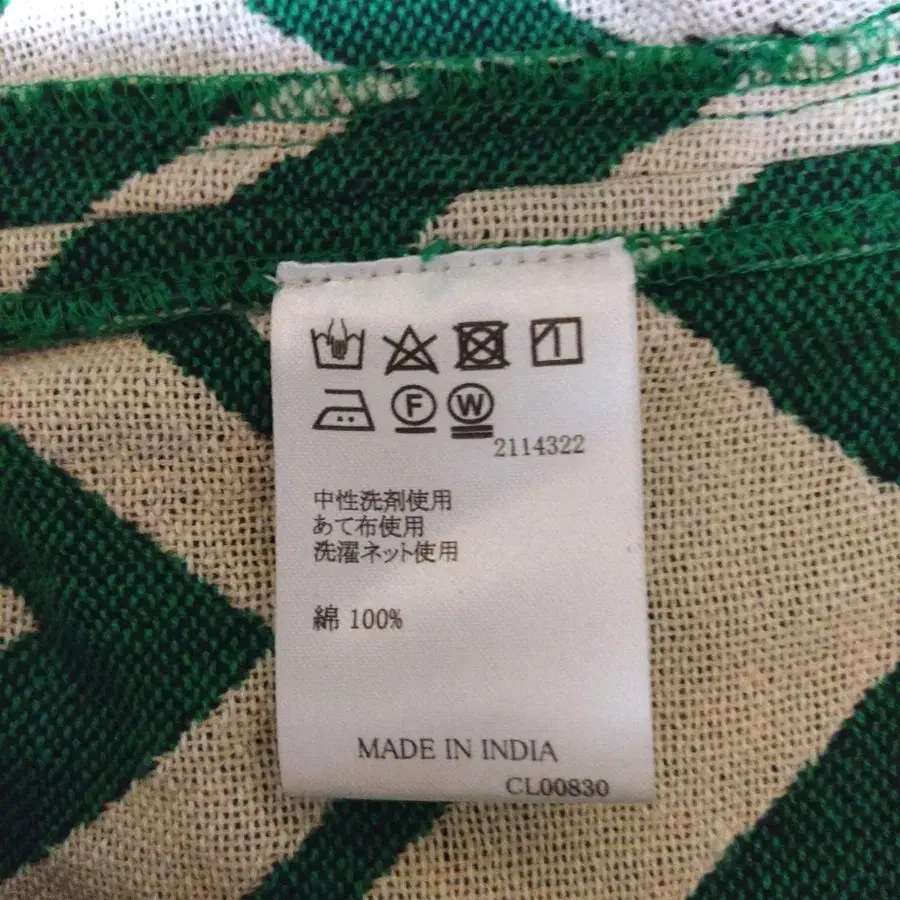 F W
2114322
中性洗剤使用
あて布使用
洗濯ネット使用
綿 100%
MADE IN INDIA
CL00830